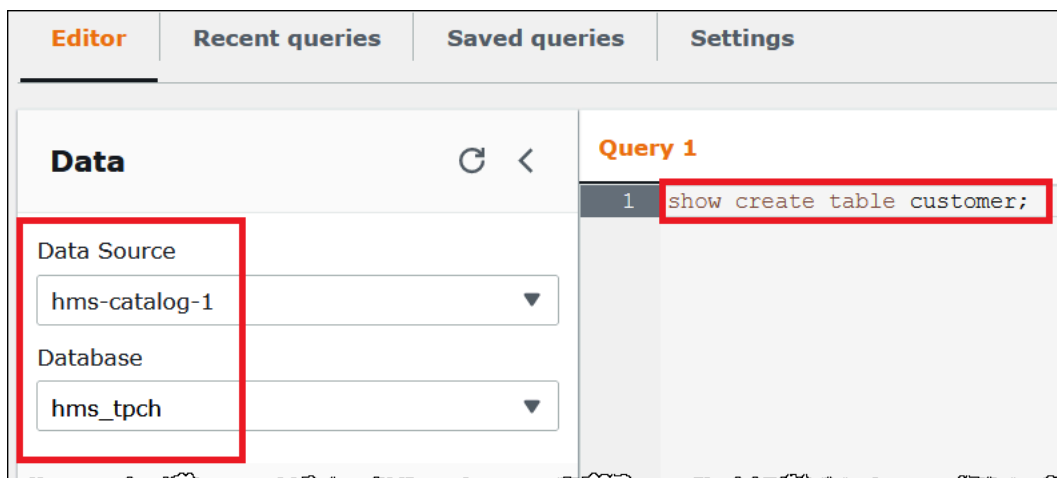 Editor Recent queries Saved queries Settings
Data
Query 1
1 show create table customer;
Data Source
hms-catalog-1
Database
hms_tpch